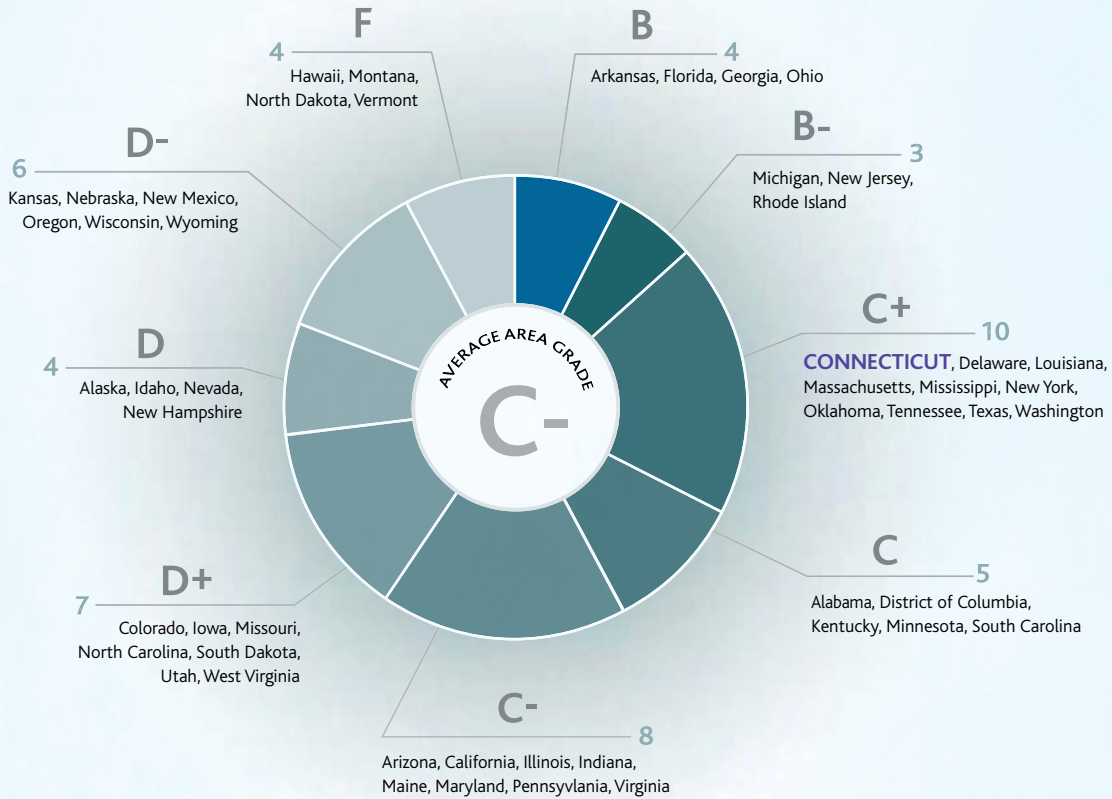 F
4
Hawaii, Montana,
North Dakota, Vermont
B
4
Arkansas, Florida, Georgia, Ohio
B-
3
Michigan, New Jersey,
Rhode Island
C+
10
CONNECTICUT, Delaware, Louisiana,
Massachusetts, Mississippi, New York,
Oklahoma, Tennessee, Texas, Washington
C
5
Alabama, District of Columbia,
Kentucky, Minnesota, South Carolina
C-
8
Arizona, California, Illinois, Indiana,
Maine, Maryland, Pennsyvlania, Virginia
D+
7
Colorado, Iowa, Missouri,
North Carolina, South Dakota,
Utah, West Virginia
D
4
Alaska, Idaho, Nevada,
New Hampshire
D-
6
Kansas, Nebraska, New Mexico,
Oregon, Wisconsin, Wyoming
AVERAGE AREA GRADE
C-